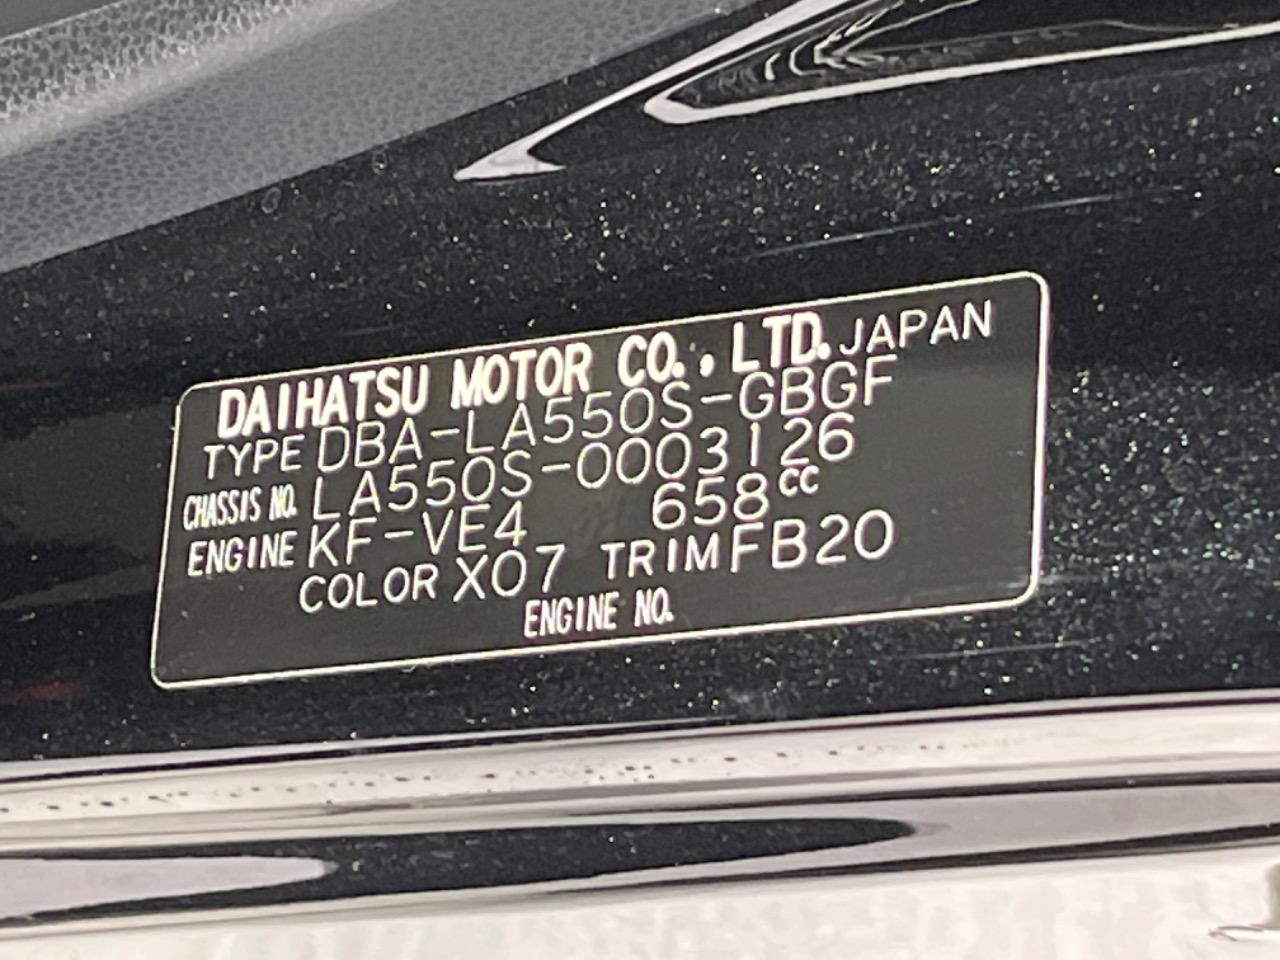 DAIHATSU MOTOR CO., LTD. JAPAN
TYPE DBA-LA550S-GBGF
CHASSIS NO. LA550S-0003126
ENGINE KF-VE4 658cc
COLOR X07 TRIM FB20
ENGINE NO.